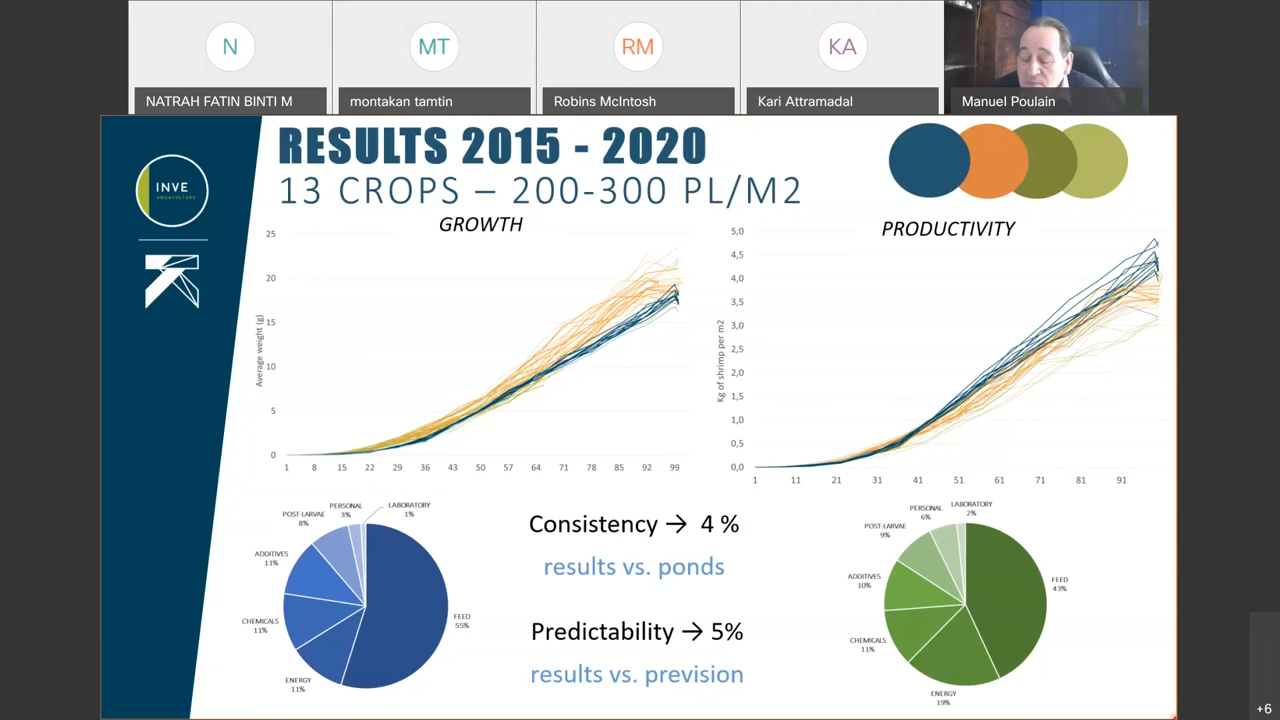 N
MT
RM
KA
NATRAH FATIN BINTI M
montakan tamtin
Robins McIntosh
Kari Attramadal
Manuel Poulain
INVE
AQUACULTURE
RESULTS 2015 - 2020
13 CROPS – 200-300 PL/M2
GROWTH
Average weight (g)
25
20
15
10
5
0
1 8 15 22 29 36 43 50 57 64 71 78 85 92 99
PRODUCTIVITY
Kg of shrimp per m2
5,0
4,5
4,0
3,5
3,0
2,5
2,0
1,5
1,0
0,5
0,0
1 11 21 31 41 51 61 71 81 91
LABORATORY
1%
PERSONAL
3%
POST-LARVAE
8%
ADDITIVES
11%
CHEMICALS
11%
ENERGY
11%
FEED
55%
Consistency → 4 %
results vs. ponds
Predictability → 5%
results vs. prevision
LABORATORY
2%
PERSONAL
6%
POST-LARVAE
9%
ADDITIVES
10%
CHEMICALS
11%
ENERGY
19%
FEED
43%
+6